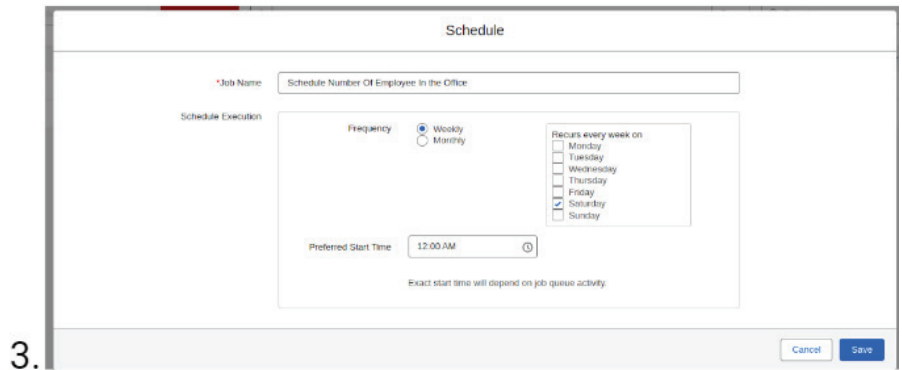 Schedule
*Job Name
Schedule Number Of Employee In the Office
Schedule Execution
Frequency
Weekly
Monthly
Recurs every week on
Monday
Tuesday
Wednesday
Thursday
Friday
Saturday
Sunday
Preferred Start Time
12:00 AM
Exact start time will depend on job queue activity.
3.
Cancel
Save